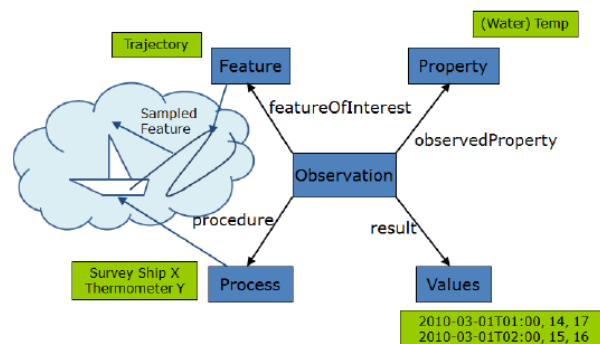 (Water) Temp
Trajectory
Feature
Property
Sampled
Feature
featureOfInterest
observedProperty
Observation
procedure
result
Survey Ship X
Thermometer Y
Process
Values
2010-03-01T01:00, 14, 17
2010-03-01T02:00, 15, 16